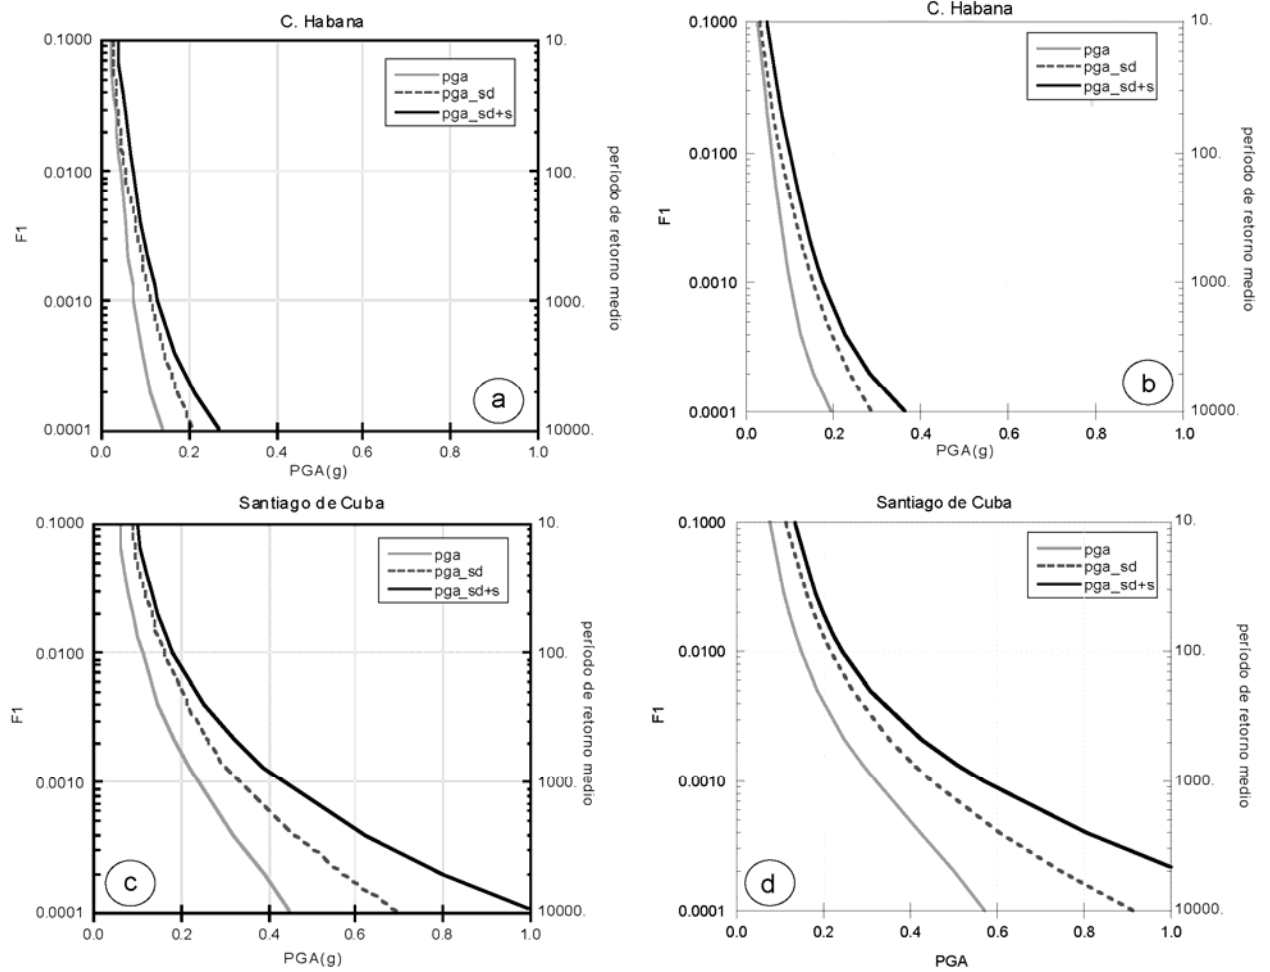 C. Habana
0.1000
0.0100
0.0010
0.0001
F1
10.
100.
1000.
10000.
período de retorno medio
pga
pga_sd
pga_sd+s
a
0.0 0.2 0.4 0.6 0.8 1.0
PGA(g)
C. Habana
0.1000
0.0100
0.0010
0.0001
F1
10.
100.
1000.
10000.
período de retorno medio
pga
pga_sd
pga_sd+s
b
0.0 0.2 0.4 0.6 0.8 1.0
PGA(g)
Santiago de Cuba
0.1000
0.0100
0.0010
0.0001
F1
10.
100.
1000.
10000.
período de retorno medio
pga
pga_sd
pga_sd+s
c
0.0 0.2 0.4 0.6 0.8 1.0
PGA(g)
Santiago de Cuba
0.1000
0.0100
0.0010
0.0001
F1
10.
100.
1000.
10000.
período de retorno medio
pga
pga_sd
pga_sd+s
d
0.0 0.2 0.4 0.6 0.8 1.0
PGA